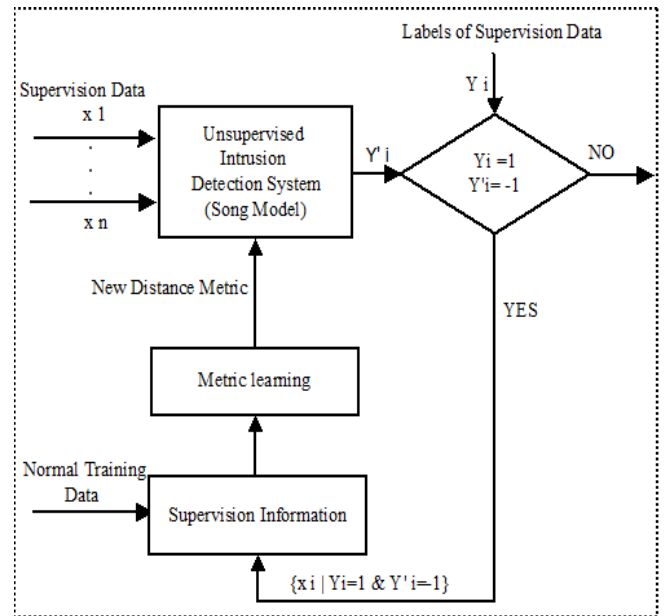 Labels of Supervision Data
Supervision Data
x 1
x n
Unsupervised
Intrusion
Detection System
(Song Model)
Y' i
Y i
Yi =1
Y'i= -1
NO
YES
New Distance Metric
Metric learning
Normal Training
Data
Supervision Information
{x i | Yi=1 & Y' i=-1}